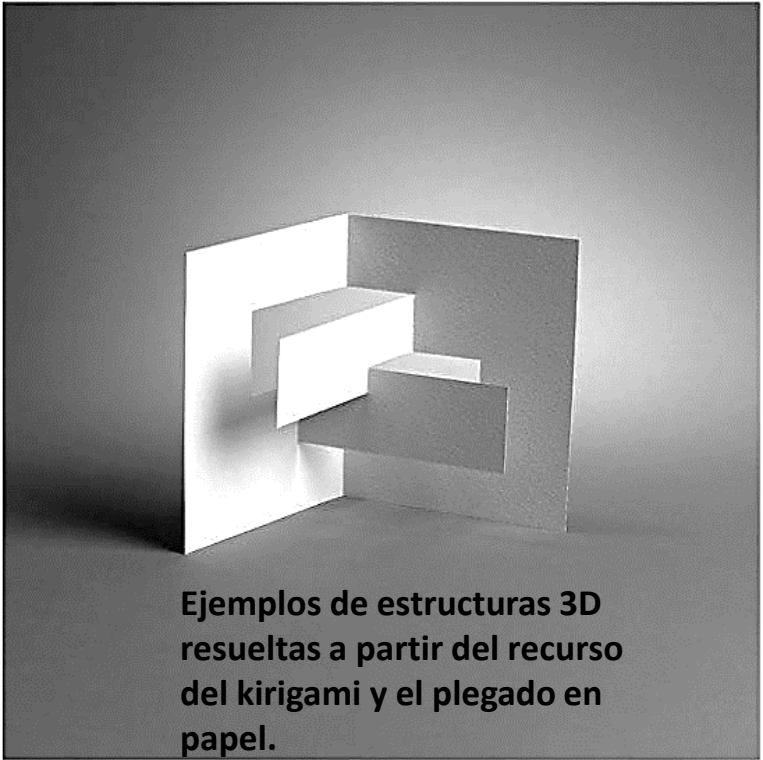 Ejemplos de estructuras 3D
resueltas a partir del recurso
del kirigami y el plegado en
papel.